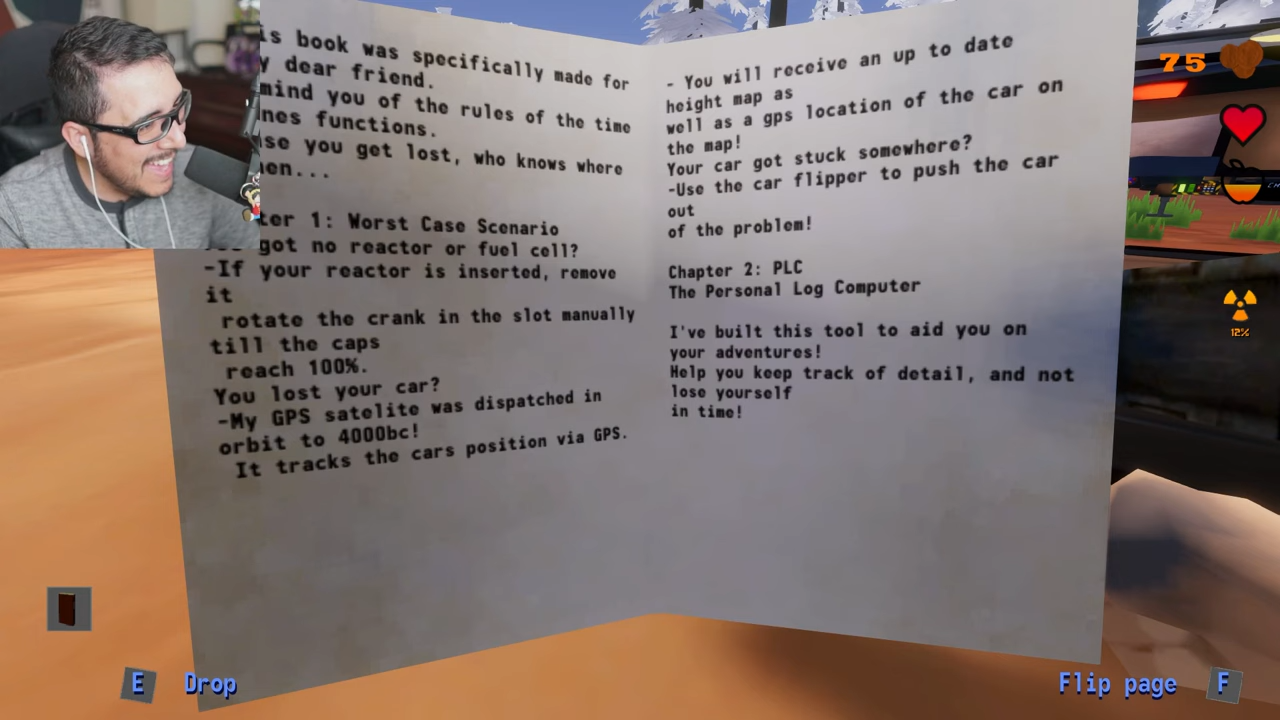 is book was specifically made for
dear friend.
mind you of the rules of the time
nes functions.
se you get lost, who knows where
en...
ter 1: Worst Case Scenario
got no reactor or fuel cell?
-If your reactor is inserted, remove
it
rotate the crank in the slot manually
till the caps
reach 100%.
You lost your car?
-My GPS satelite was dispatched in
orbit to 4000bc!
It tracks the cars position via GPS.
- You will receive an up to date
height map as
well as a gps location of the car on
the map!
Your car got stuck somewhere?
-Use the car flipper to push the car
out
of the problem!
Chapter 2: PLC
The Personal Log Computer
I've built this tool to aid you on
your adventures!
Help you keep track of detail, and not
lose yourself
in time!
75
12%
E Drop
Flip page F